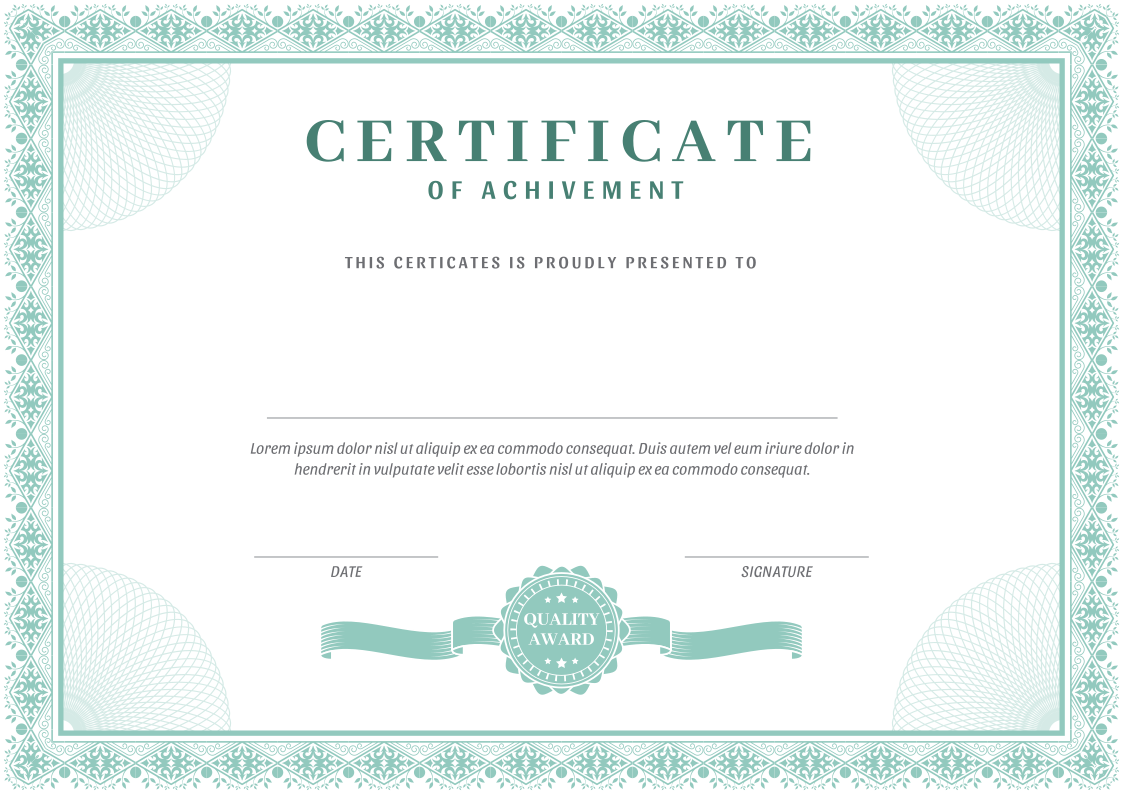 CERTIFICATE
OF ACHIVEMENT
THIS CERTICATES IS PROUDLY PRESENTED TO
Lorem ipsum dolor nisl ut aliquip ex ea commodo consequat. Duis autem vel eum iriure dolor in
hendrerit in vulputate velit esse lobortis nisl ut aliquip ex ea commodo consequat.
DATE
SIGNATURE
QUALITY
AWARD